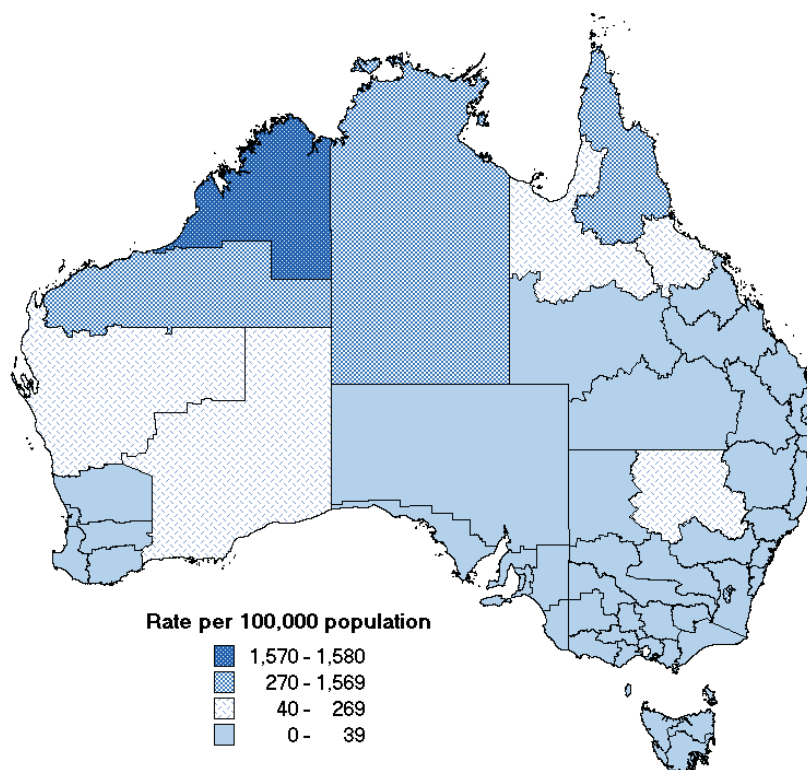 Rate per 100,000 population
1,570 - 1,580
270 - 1,569
40 - 269
0 - 39